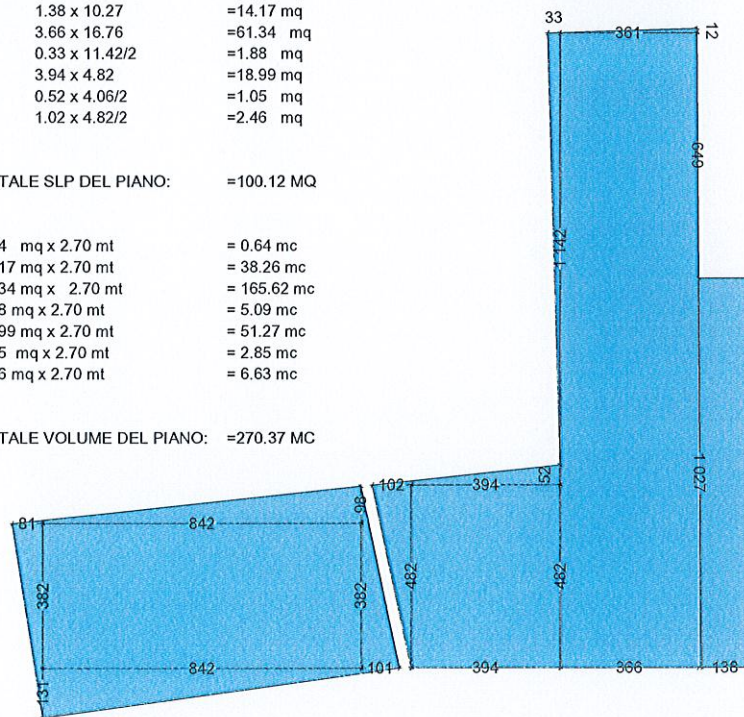 1.38 x 10.27 =14.17 mq
3.66 x 16.76 =61.34 mq
0.33 x 11.42/2 =1.88 mq
3.94 x 4.82 =18.99 mq
0.52 x 4.06/2 =1.05 mq
1.02 x 4.82/2 =2.46 mq
TALE SLP DEL PIANO: =100.12 MQ
4 mq x 2.70 mt = 0.64 mc
17 mq x 2.70 mt = 38.26 mc
34 mq x 2.70 mt = 165.62 mc
8 mq x 2.70 mt = 5.09 mc
99 mq x 2.70 mt = 51.27 mc
5 mq x 2.70 mt = 2.85 mc
6 mq x 2.70 mt = 6.63 mc
TALE VOLUME DEL PIANO: =270.37 MC
33
361
12
649
1 142
1 027
52
102
394
98
81
842
382
382
482
482
842
101
394
366
138
131